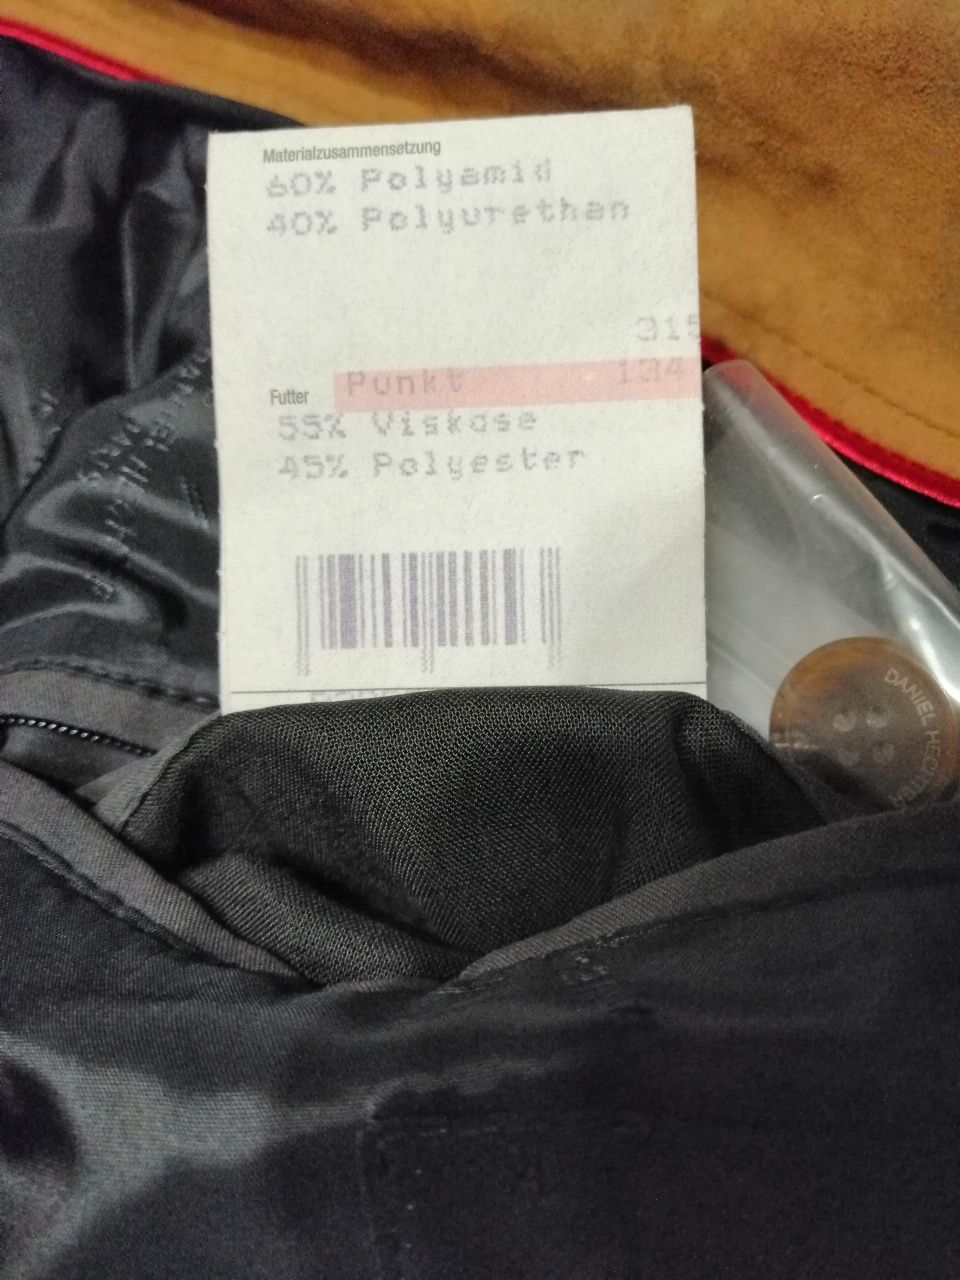 Materialzusammensetzung
60% Polyamid
40% Polyurethan
315
Punkt 134
Futter
55% Viskose
45% Polyester
DANIEL HECHTER